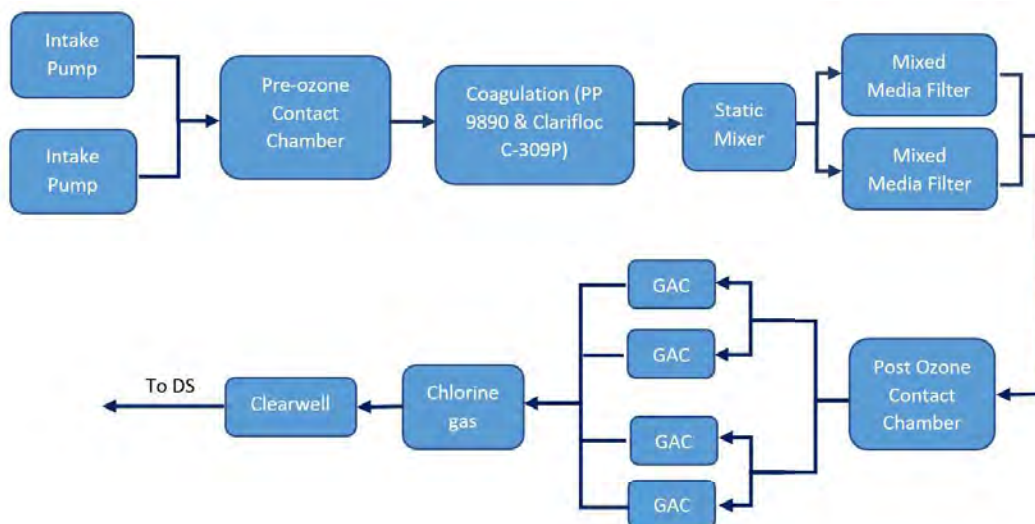 Intake
Pump
Intake
Pump
Pre-ozone
Contact
Chamber
Coagulation (PP
9890 & Clarifloc
C-309P)
Static
Mixer
Mixed
Media Filter
Mixed
Media Filter
GAC
GAC
GAC
GAC
Post Ozone
Contact
Chamber
Chlorine
gas
Clearwell
To DS